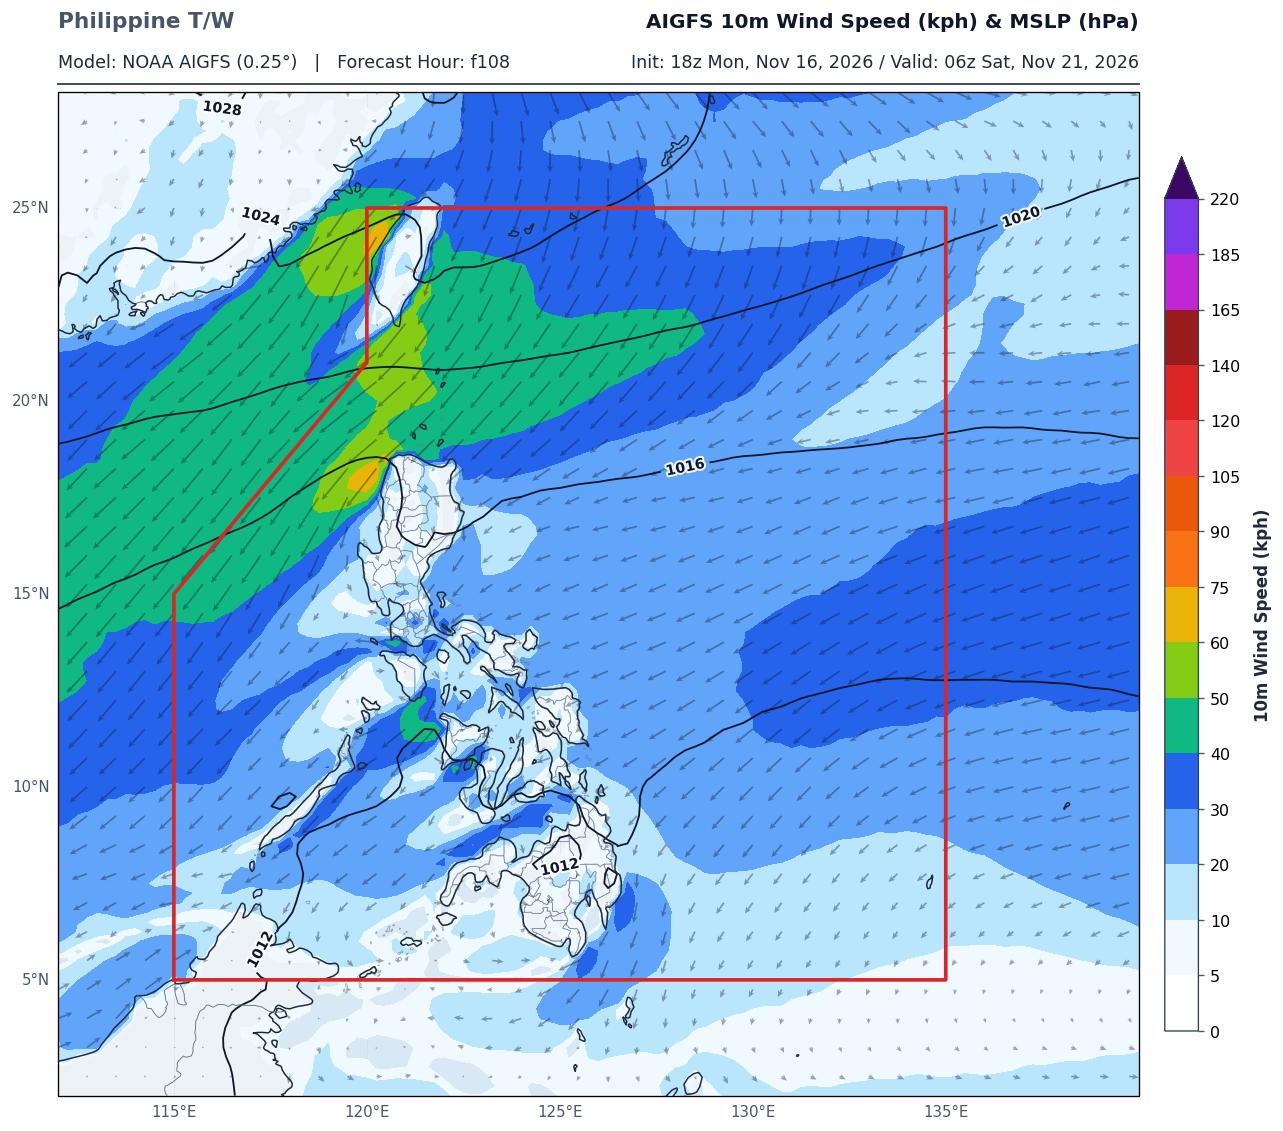 Philippine T/W
AIGFS 10m Wind Speed (kph) & MSLP (hPa)
Model: NOAA AIGFS (0.25°)   |   Forecast Hour: f108
Init: 18z Mon, Nov 16, 2026 / Valid: 06z Sat, Nov 21, 2026
1028
1024
1020
1016
1012
1012
25°N
20°N
15°N
10°N
5°N
115°E
120°E
125°E
130°E
135°E
220
185
165
140
120
105
90
75
60
50
40
30
20
10
5
0
10m Wind Speed (kph)